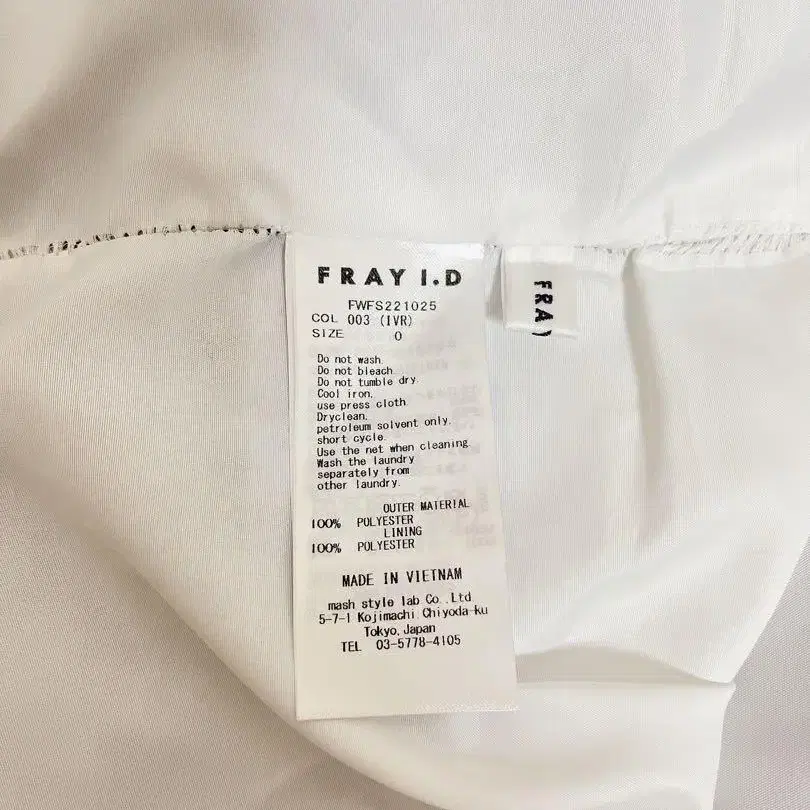 FRAY I.D
FWFS221025
COL 003 (IVR)
SIZE 0
Do not wash
Do not bleach.
Do not tumble dry.
Cool iron.
use press cloth.
Dryclean.
petroleum solvent only.
short cycle.
Use the net when cleaning.
Wash the laundry
separately from
other laundry.
OUTER MATERIAL
100% POLYESTER
LINING
100% POLYESTER
MADE IN VIETNAM
mash style lab Co.,Ltd
5-7-1 Kojimachi Chiyoda-ku
Tokyo, Japan
TEL 03-5778-4105
FRAY